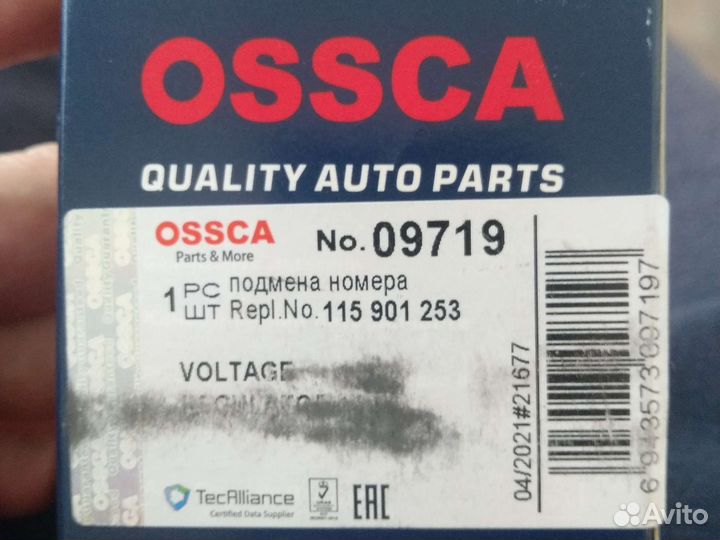 OSSCA
QUALITY AUTO PARTS
OSSCA
Parts & More
No. 09719
1 PC ШТ
подмена номера
Repl.No. 115 901 253
VOLTAGE
TecAlliance
Certified Data Supplier
EAC
04/2021#21677
6 943573 097197
Avito